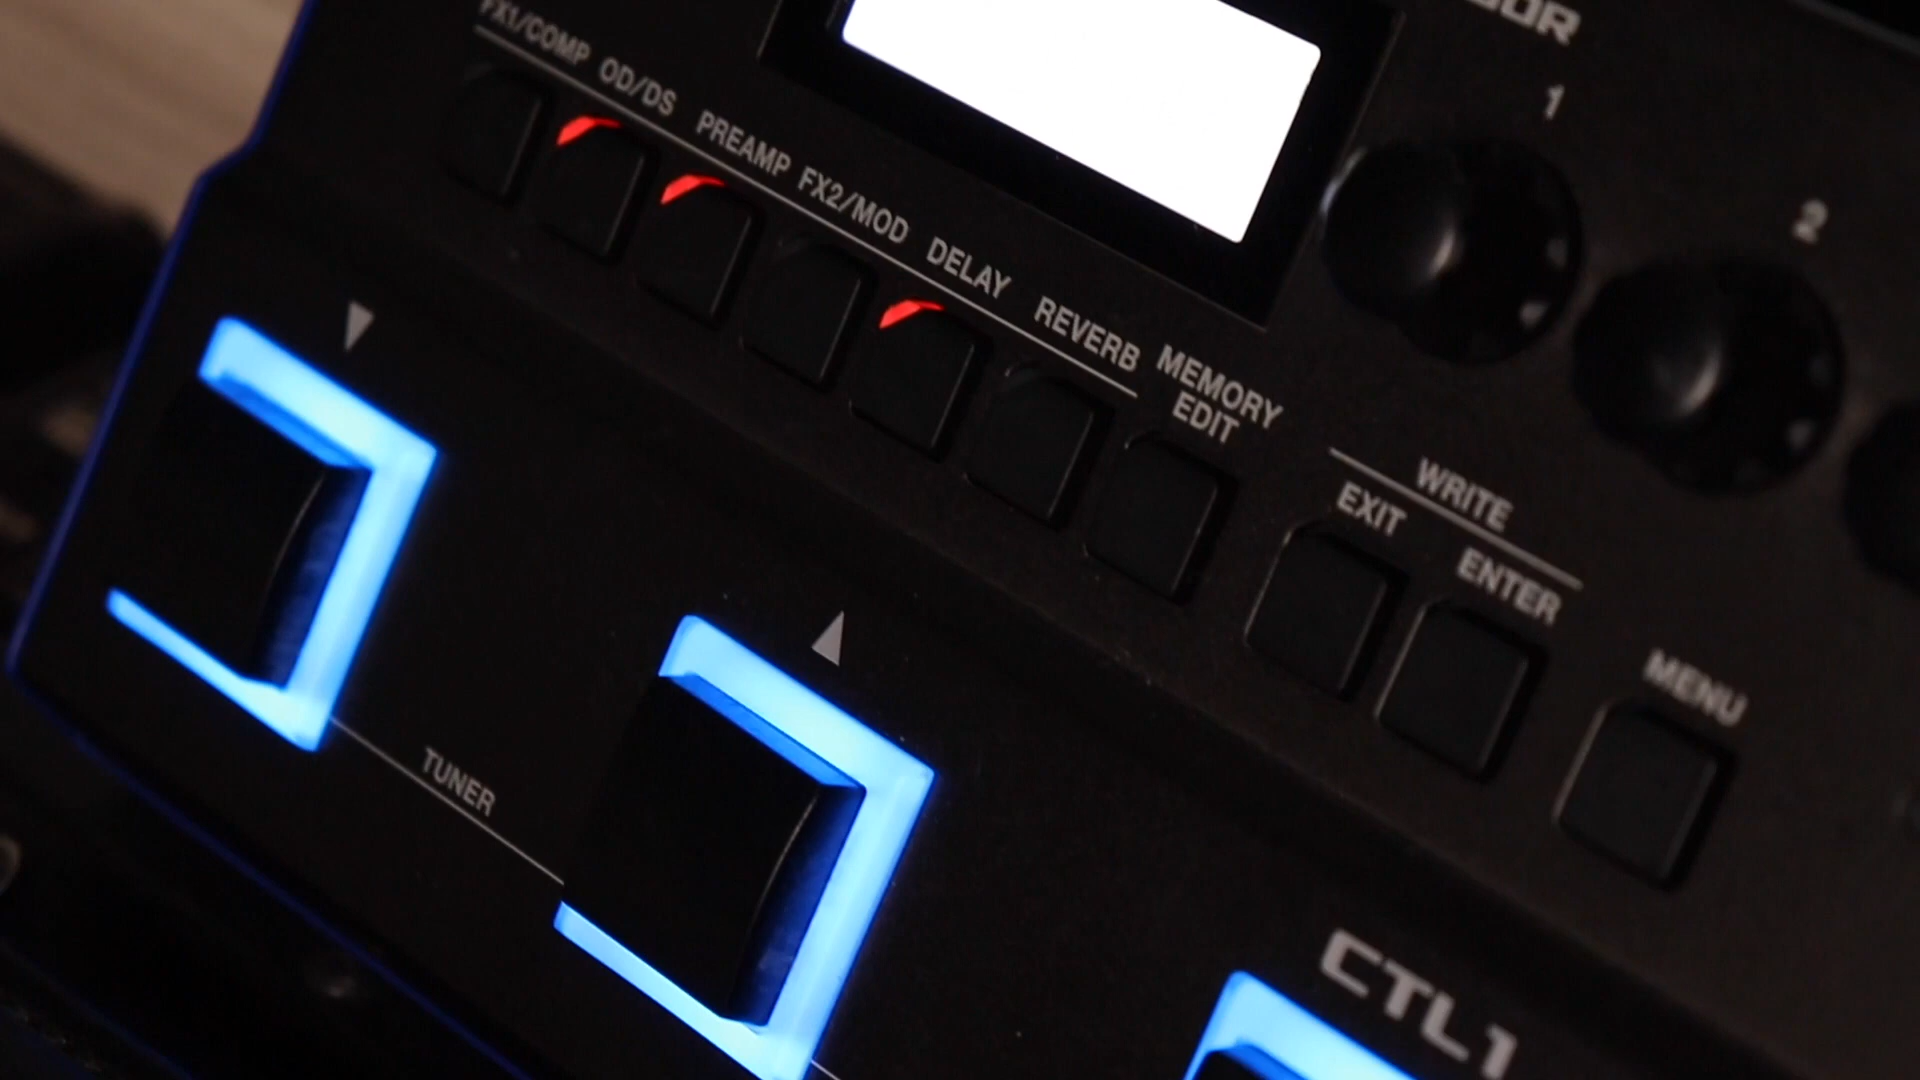 FX1/COMP
OD/DS
PREAMP
FX2/MOD
DELAY
REVERB
MEMORY
EDIT
WRITE
EXIT
ENTER
MENU
1
2
TUNER
CTL1